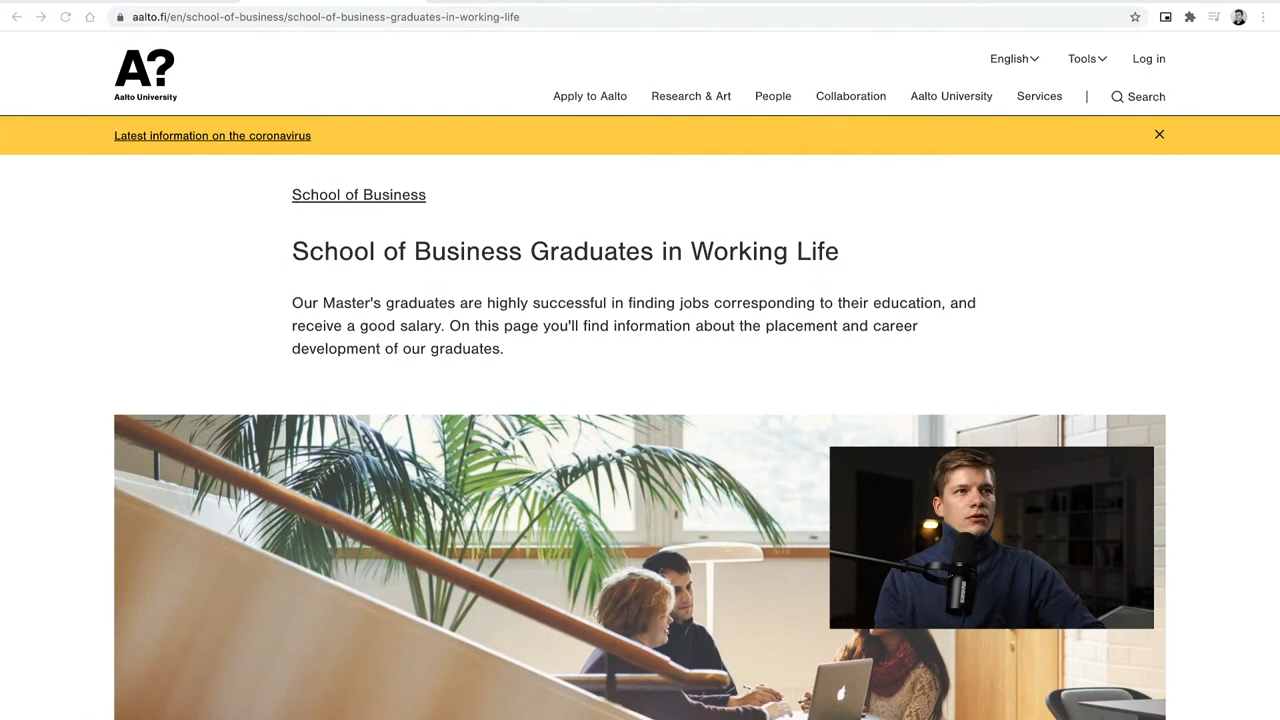 aalto.fi/en/school-of-business/school-of-business-graduates-in-working-life
A?
Aalto University
English
Tools
Log in
Apply to Aalto
Research & Art
People
Collaboration
Aalto University
Services
|
Search
Latest information on the coronavirus
School of Business
School of Business Graduates in Working Life
Our Master's graduates are highly successful in finding jobs corresponding to their education, and
receive a good salary. On this page you'll find information about the placement and career
development of our graduates.